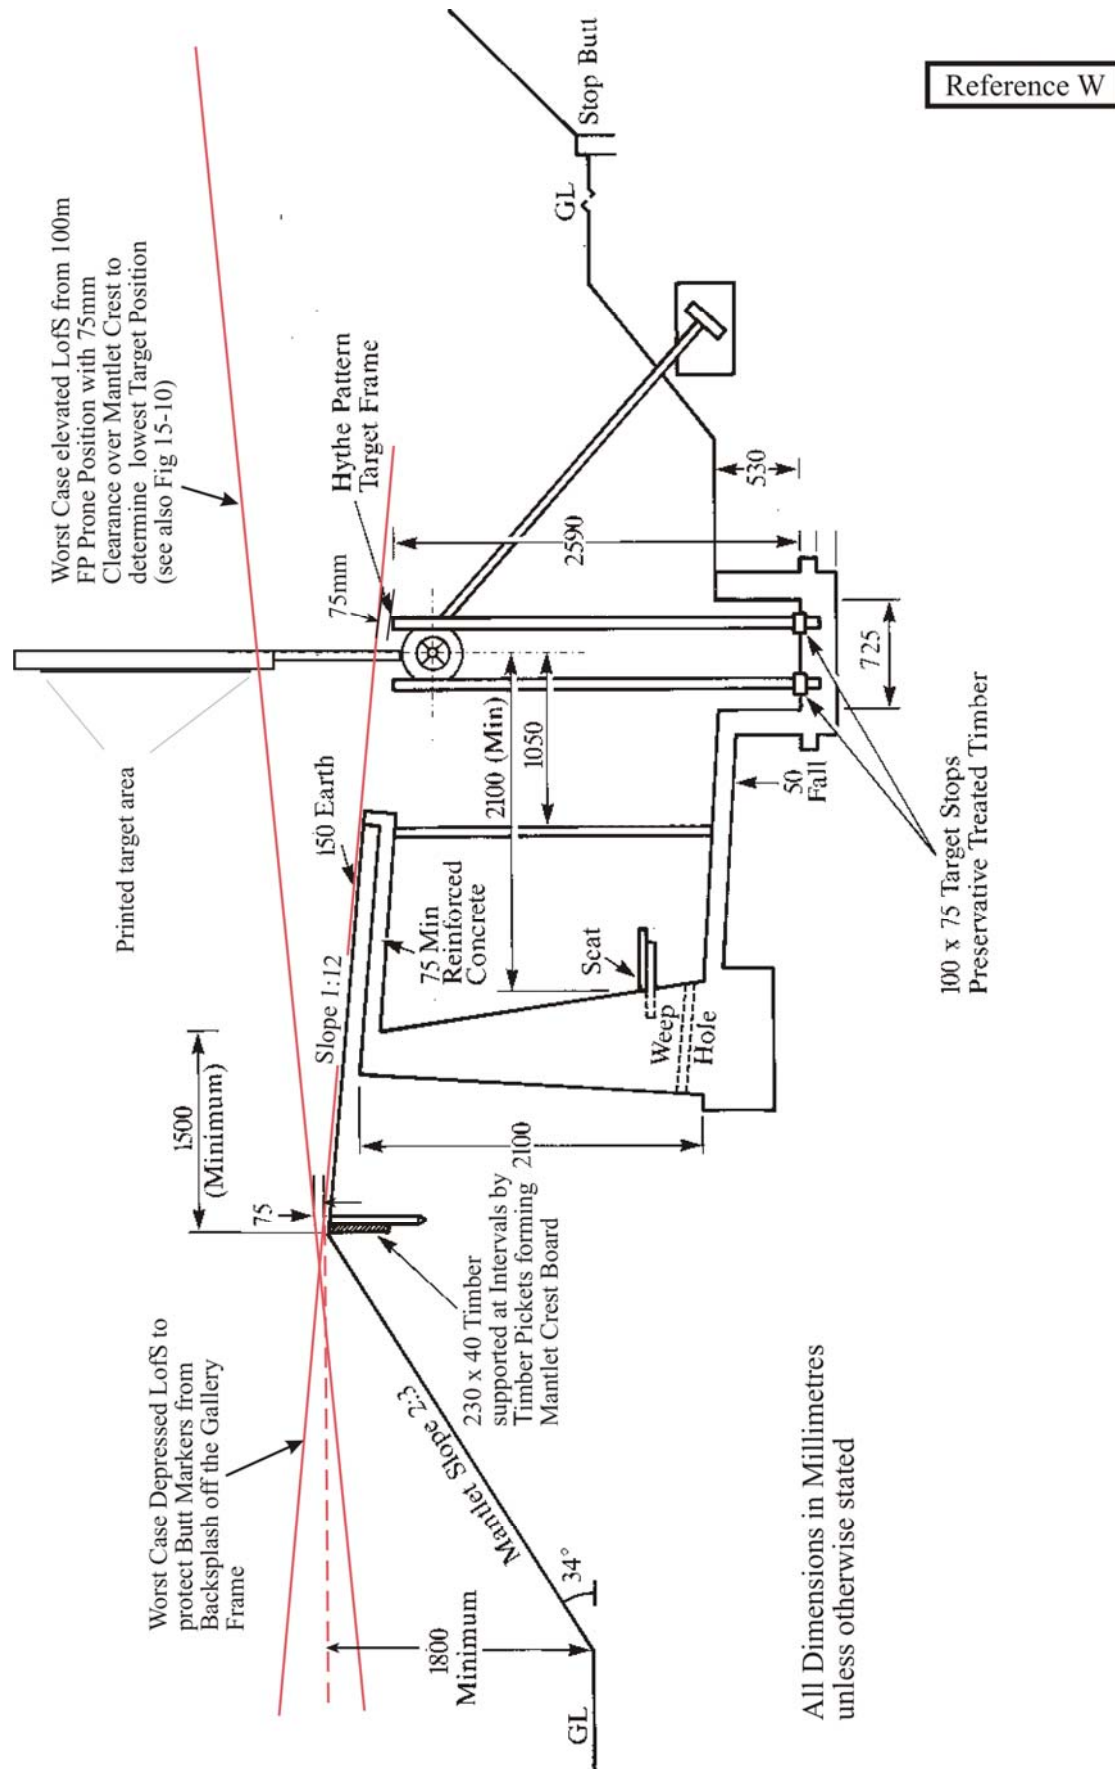 Reference W
Worst Case elevated LofS from 100m
FP Prone Position with 75mm
Clearance over Mantlet Crest to
determine lowest Target Position
(see also Fig 15-10)
Stop Butt
GL
Hythe Pattern
Target Frame
75mm
530
2590
725
Printed target area
2100 (Min)
1050
150 Earth
75 Min
Reinforced
Concrete
Slope 1:12
Seat
Weep
Hole
50
Fall
100 x 75 Target Stops
Preservative Treated Timber
1500
(Minimum)
75
2100
230 x 40 Timber
supported at Intervals by
Timber Pickets forming
Mantlet Crest Board
Worst Case Depressed LofS to
protect Butt Markers from
Backsplash off the Gallery
Frame
Mantlet Slope 2:3
34°
1800
Minimum
GL
All Dimensions in Millimetres
unless otherwise stated